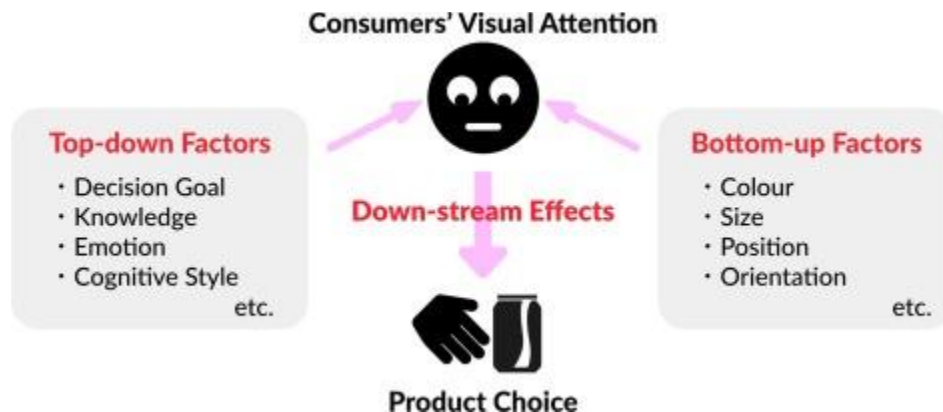 Consumers' Visual Attention
Top-down Factors
· Decision Goal
· Knowledge
· Emotion
· Cognitive Style
etc.
Bottom-up Factors
· Colour
· Size
· Position
· Orientation
etc.
Down-stream Effects
Product Choice